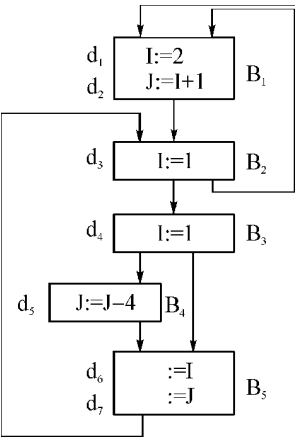 d₁ I:=2
d₂ J:=I+1 B₁
d₃ I:=1 B₂
d₄ I:=1 B₃
d₅ J:=J−4 B₄
d₆ :=I
d₇ :=J B₅